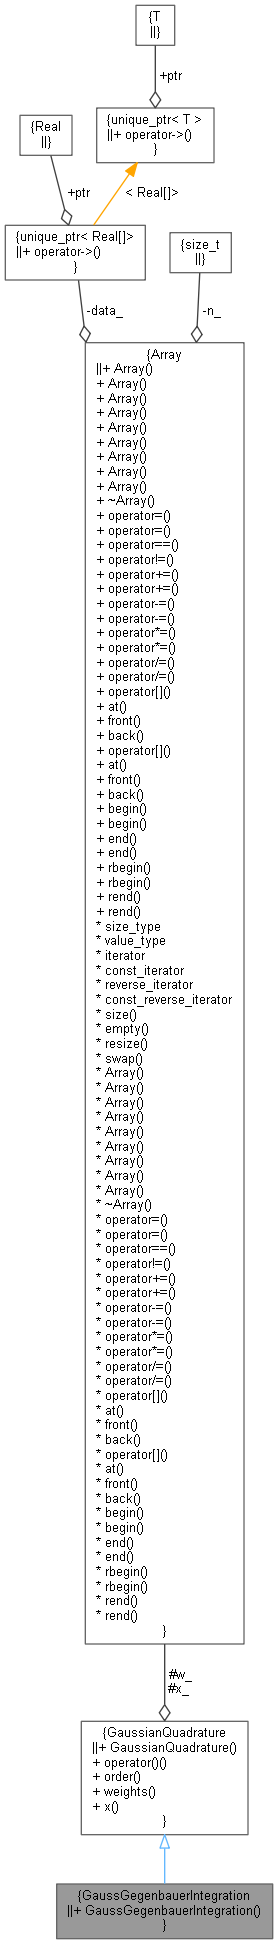 {T
||}
+ptr
{unique_ptr< T >
||+ operator->()
}
{Real
||}
+ptr
< Real[]>
{unique_ptr< Real[]>
||+ operator->()
}
{size_t
||}
-data_
-n_
{Array
||+ Array()
+ Array()
+ Array()
+ Array()
+ Array()
+ Array()
+ Array()
+ Array()
+ Array()
+ ~Array()
+ operator=()
+ operator=()
+ operator==()
+ operator!=()
+ operator+=()
+ operator+=()
+ operator-=()
+ operator-=()
+ operator*=()
+ operator*=()
+ operator/=()
+ operator/=()
+ operator[]()
+ at()
+ front()
+ back()
+ operator[]()
+ at()
+ front()
+ back()
+ begin()
+ begin()
+ end()
+ end()
+ rbegin()
+ rbegin()
+ rend()
+ rend()
* size_type
* value_type
* iterator
* const_iterator
* reverse_iterator
* const_reverse_iterator
* size()
* empty()
* resize()
* swap()
* Array()
* Array()
* Array()
* Array()
* Array()
* Array()
* Array()
* Array()
* Array()
* ~Array()
* operator=()
* operator=()
* operator==()
* operator!=()
* operator+=()
* operator+=()
* operator-=()
* operator-=()
* operator*=()
* operator*=()
* operator/=()
* operator/=()
* operator[]()
* at()
* front()
* back()
* operator[]()
* at()
* front()
* back()
* begin()
* begin()
* end()
* end()
* rbegin()
* rbegin()
* rend()
* rend()
}
#w_
#x_
{GaussianQuadrature
||+ GaussianQuadrature()
+ operator()()
+ order()
+ weights()
+ x()
}
{GaussGegenbauerIntegration
||+ GaussGegenbauerIntegration()
}